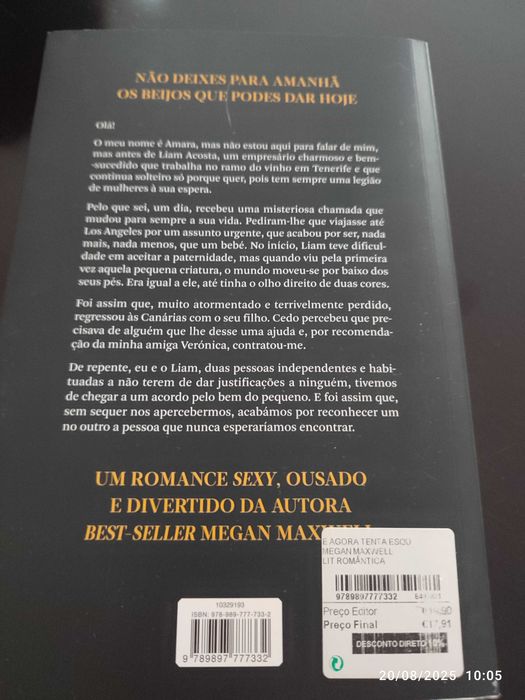 NÃO DEIXES PARA AMANHÃ
OS BEIJOS QUE PODES DAR HOJE
Olá!
O meu nome é Amara, mas não estou aqui para falar de mim,
mas antes de Liam Acosta, um empresário charmoso e bem-
-sucedido que trabalha no ramo do vinho em Tenerife e que
continua solteiro só porque quer, pois tem sempre uma legião
de mulheres à sua espera.
Pelo que sei, um dia, recebeu uma misteriosa chamada que
mudou para sempre a sua vida. Pediram-lhe que viajasse até
Los Angeles por um assunto urgente, que acabou por ser, nada
mais, nada menos, que um bebé. No início, Liam teve dificul-
dade em aceitar a paternidade, mas quando viu pela primeira
vez aquela pequena criatura, o mundo moveu-se por baixo dos
seus pés. Era igual a ele, até tinha o olho direito de duas cores.
Foi assim que, muito atormentado e terrivelmente perdido,
regressou às Canárias com o seu filho. Cedo percebeu que pre-
cisava de alguém que lhe desse uma ajuda e, por recomenda-
ção da minha amiga Verónica, contratou-me.
De repente, eu e o Liam, duas pessoas independentes e habi-
tuadas a não terem de dar justificações a ninguém, tivemos
de chegar a um acordo pelo bem do pequeno. E foi assim que,
sem sequer nos apercebermos, acabámos por reconhecer um
no outro a pessoa que nunca esperaríamos encontrar.
UM ROMANCE SEXY, OUSADO
E DIVERTIDO DA AUTORA
BEST-SELLER MEGAN MAXWELL
E AGORA TENTA ESQU
MEGAN MAXWELL
LIT ROMÂNTICA
9789897777332
Preço Editor
Preço Final €17,91
DESCONTO DIRETO 10%
10329193
ISBN: 978-989-777-733-2
9 789897 777332
20/08/2025 10:05